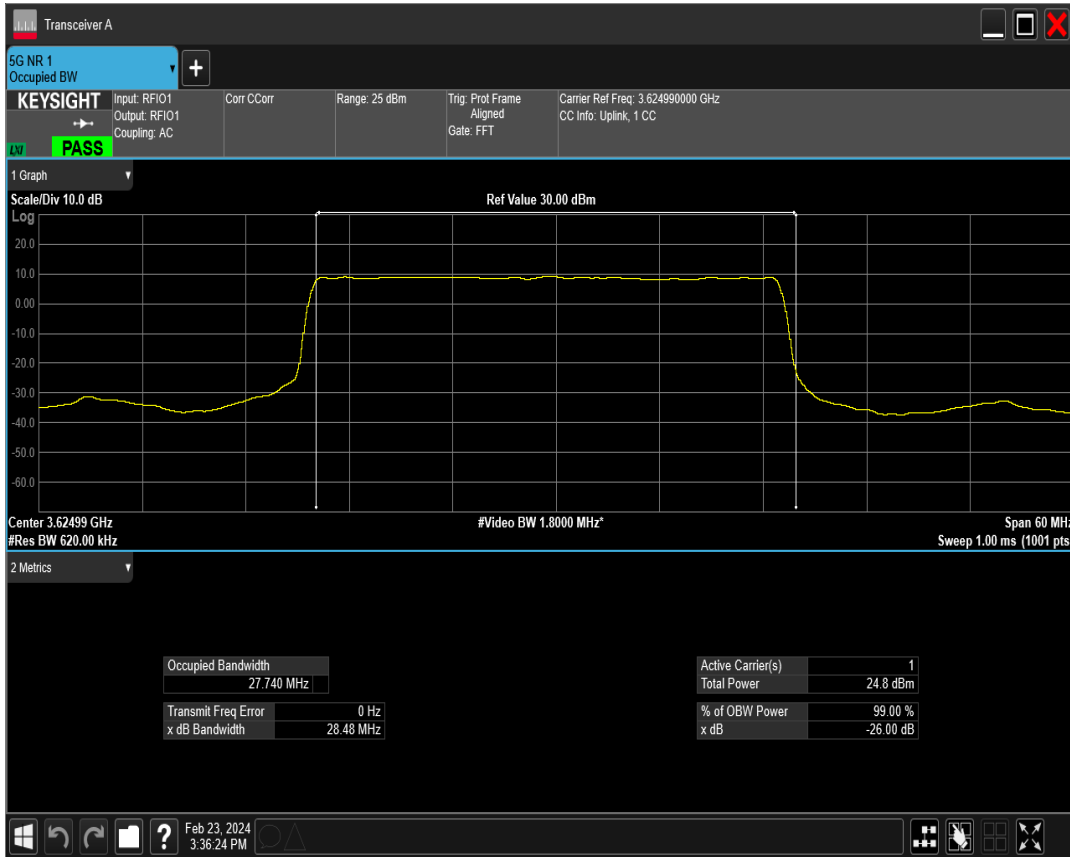 Transceiver A
5G NR 1
Occupied BW
+
KEYSIGHT
LXI
PASS
Input: RFIO1
Output: RFIO1
Coupling: AC
Corr CCorr
Range: 25 dBm
Trig: Prot Frame
Aligned
Gate: FFT
Carrier Ref Freq: 3.624990000 GHz
CC Info: Uplink, 1 CC
1 Graph
Scale/Div 10.0 dB
Ref Value 30.00 dBm
Log
20.0
10.0
0.00
-10.0
-20.0
-30.0
-40.0
-50.0
-60.0
Center 3.62499 GHz
#Video BW 1.8000 MHz*
Span 60 MHz
#Res BW 620.00 kHz
Sweep 1.00 ms (1001 pts
2 Metrics
Occupied Bandwidth
27.740 MHz
Transmit Freq Error 0 Hz
x dB Bandwidth 28.48 MHz
Active Carrier(s) 1
Total Power 24.8 dBm
% of OBW Power 99.00 %
x dB -26.00 dB
?
Feb 23, 2024
3:36:24 PM